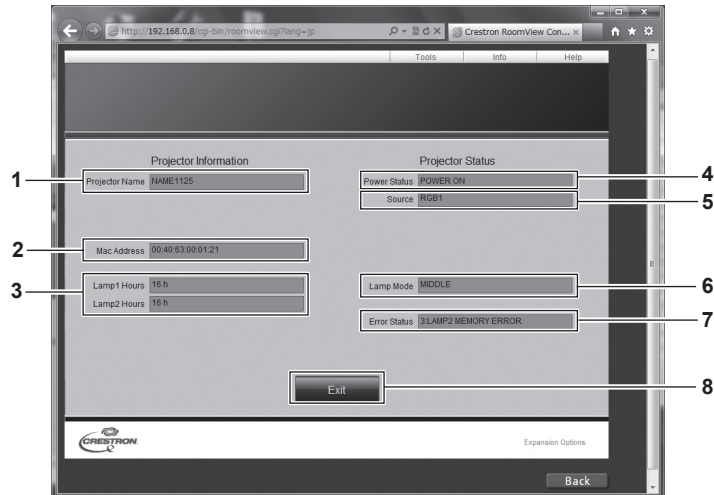 http://192.168.0.8/cgi-bin/roomview.cgi?lang=jp
Crestron RoomView Con... ×
Tools Info Help
Projector Information
Projector Status
1 Projector Name NAME1125
Power Status POWER ON 4
Source RGB1 5
2 Mac Address 00:40:63:00:01:21
3 Lamp1 Hours 16 h
Lamp2 Hours 16 h
Lamp Mode MIDDLE 6
Error Status 3:LAMP2 MEMORY ERROR 7
Exit 8
CRESTRON
Expansion Options
Back